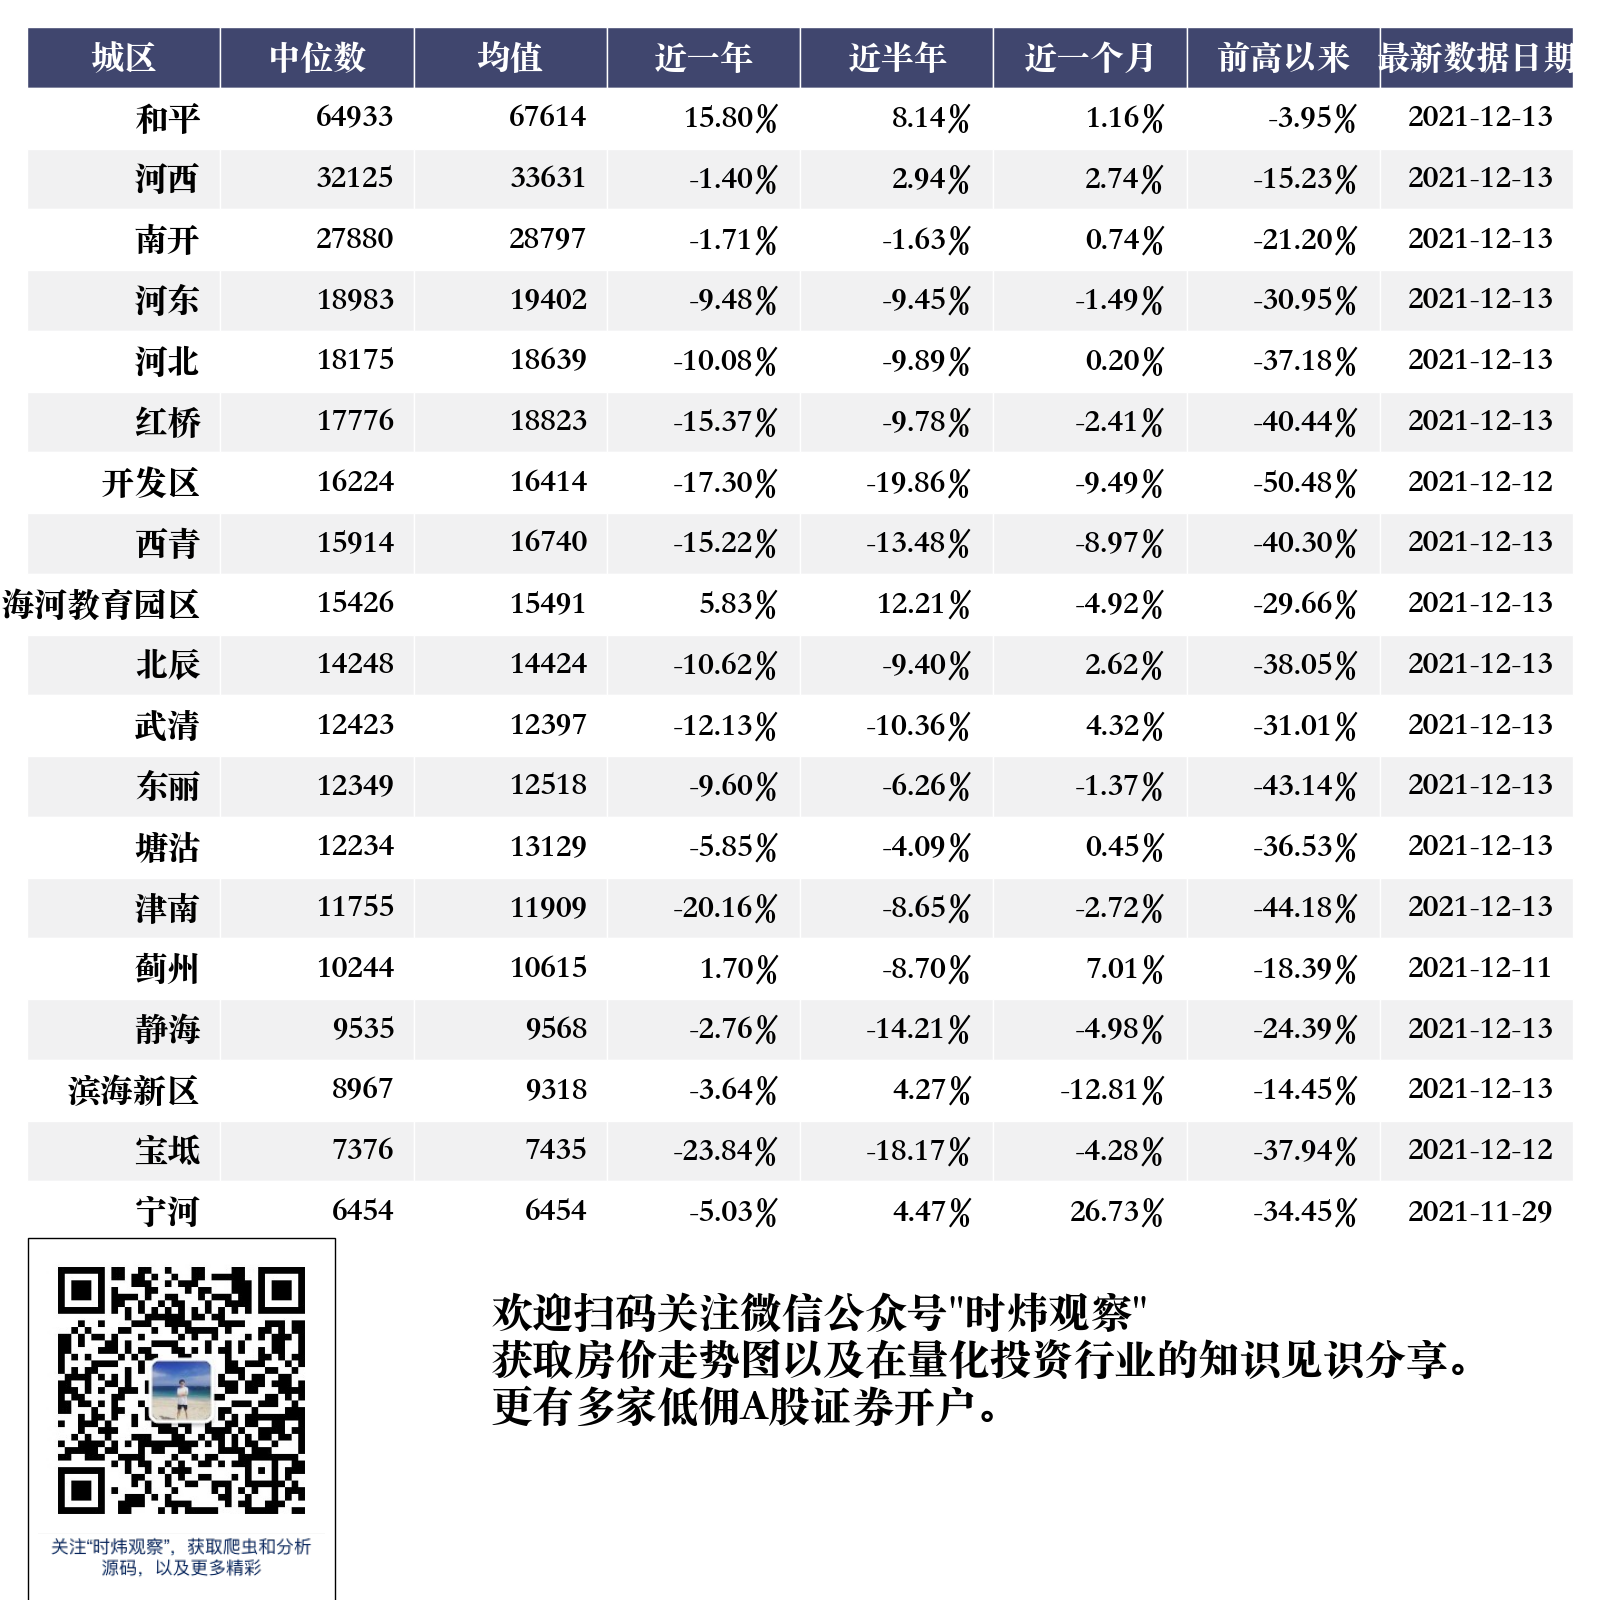 城区 中位数 均值 近一年 近半年 近一个月 前高以来 最新数据日期
和平 64933 67614 15.80% 8.14% 1.16% -3.95% 2021-12-13
河西 32125 33631 -1.40% 2.94% 2.74% -15.23% 2021-12-13
南开 27880 28797 -1.71% -1.63% 0.74% -21.20% 2021-12-13
河东 18983 19402 -9.48% -9.45% -1.49% -30.95% 2021-12-13
河北 18175 18639 -10.08% -9.89% 0.20% -37.18% 2021-12-13
红桥 17776 18823 -15.37% -9.78% -2.41% -40.44% 2021-12-13
开发区 16224 16414 -17.30% -19.86% -9.49% -50.48% 2021-12-12
西青 15914 16740 -15.22% -13.48% -8.97% -40.30% 2021-12-13
海河教育园区 15426 15491 5.83% 12.21% -4.92% -29.66% 2021-12-13
北辰 14248 14424 -10.62% -9.40% 2.62% -38.05% 2021-12-13
武清 12423 12397 -12.13% -10.36% 4.32% -31.01% 2021-12-13
东丽 12349 12518 -9.60% -6.26% -1.37% -43.14% 2021-12-13
塘沽 12234 13129 -5.85% -4.09% 0.45% -36.53% 2021-12-13
津南 11755 11909 -20.16% -8.65% -2.72% -44.18% 2021-12-13
蓟州 10244 10615 1.70% -8.70% 7.01% -18.39% 2021-12-11
静海 9535 9568 -2.76% -14.21% -4.98% -24.39% 2021-12-13
滨海新区 8967 9318 -3.64% 4.27% -12.81% -14.45% 2021-12-13
宝坻 7376 7435 -23.84% -18.17% -4.28% -37.94% 2021-12-12
宁河 6454 6454 -5.03% 4.47% 26.73% -34.45% 2021-11-29
欢迎扫码关注微信公众号"时炜观察"
获取房价走势图以及在量化投资行业的知识见识分享。
更有多家低佣A股证券开户。
关注“时炜观察”，获取爬虫和分析
源码，以及更多精彩